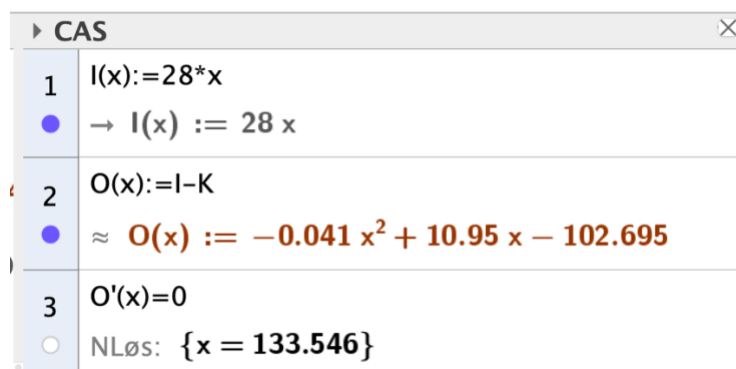 CAS
1
I(x):=28*x
→ I(x) := 28 x
2
O(x):=I–K
≈ O(x) := −0.041 x² + 10.95 x − 102.695
3
O'(x)=0
NLøs: {x = 133.546}